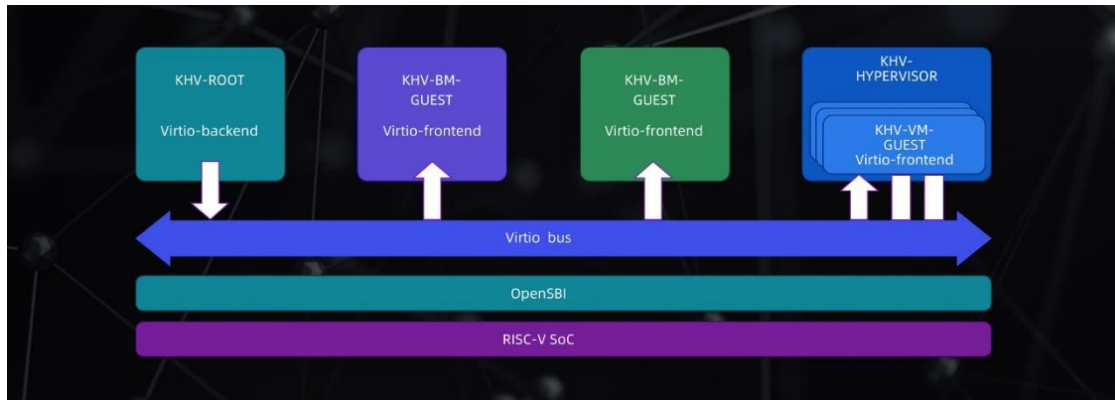 KHV-ROOT
Virtio-backend
KHV-BM-
GUEST
Virtio-frontend
KHV-BM-
GUEST
Virtio-frontend
KHV-
HYPERVISOR
KHV-VM-
GUEST
Virtio-frontend
Virtio bus
OpenSBI
RISC-V SoC